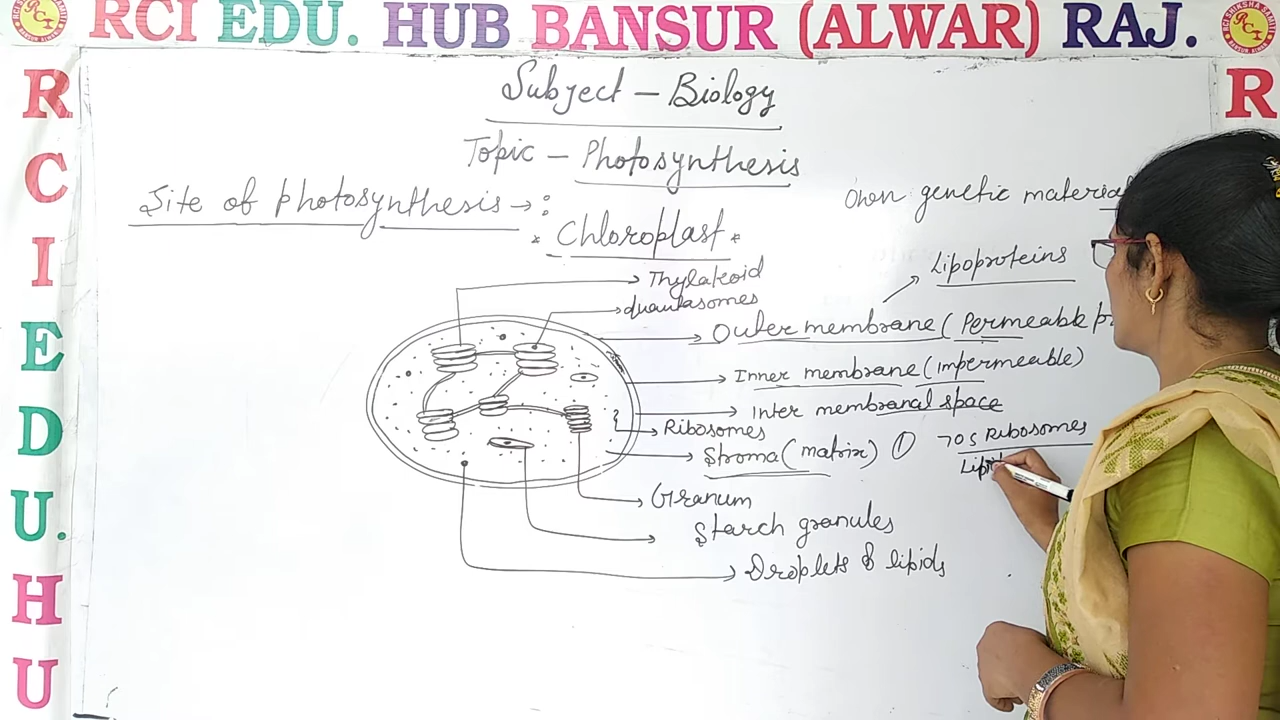 RCI EDU. HUB BANSUR (ALWAR) RAJ.
R
C
I
E
D
U.
H
U
R
Subject - Biology
Topic - Photosynthesis
Site of photosynthesis → :
* Chloroplast *
Own genetic material
Lipoproteins
Thylakoid
quantasomes
Outer membrane (Permeable
Inner membrane (impermeable)
Inter membranal space
Ribosomes
Stroma (matrix) ① 70s Ribosomes
Lipi
Granum
Starch granules
Droplets of lipids